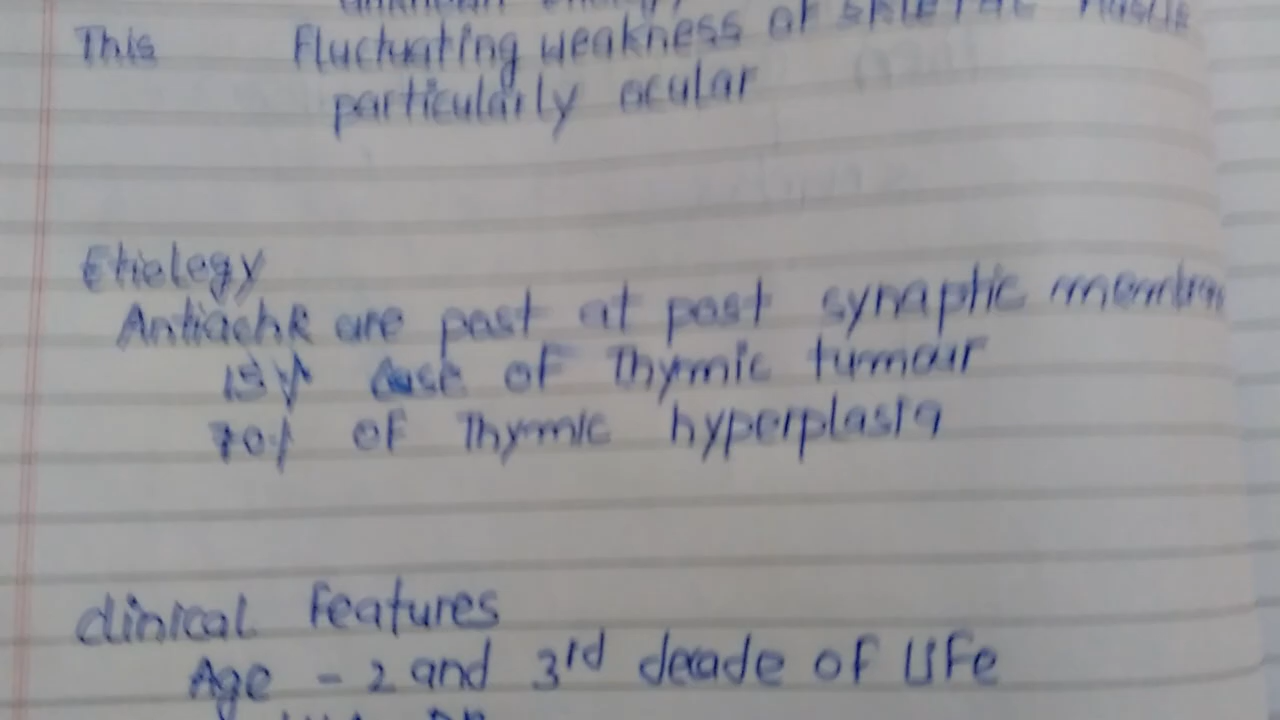 This Fluctuating weakness of
particularly ocular
Etiology
AntiachR are past at post synaptic
15% case of Thymic tumour
70% of Thymic hyperplasia
clinical features
Age - 2 and 3rd decade of life